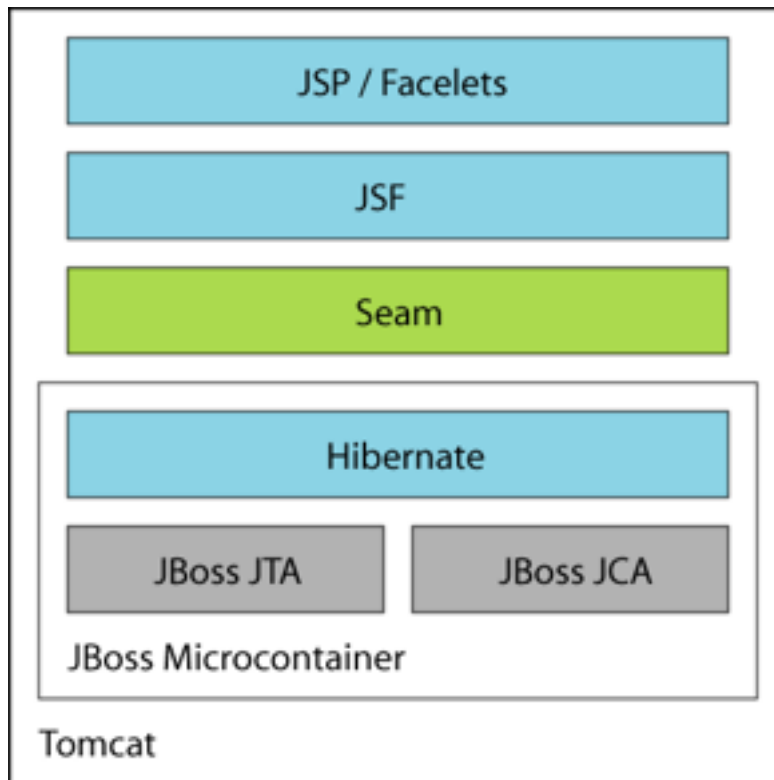 JSP / Facelets
JSF
Seam
Hibernate
JBoss JTA
JBoss JCA
JBoss Microcontainer
Tomcat